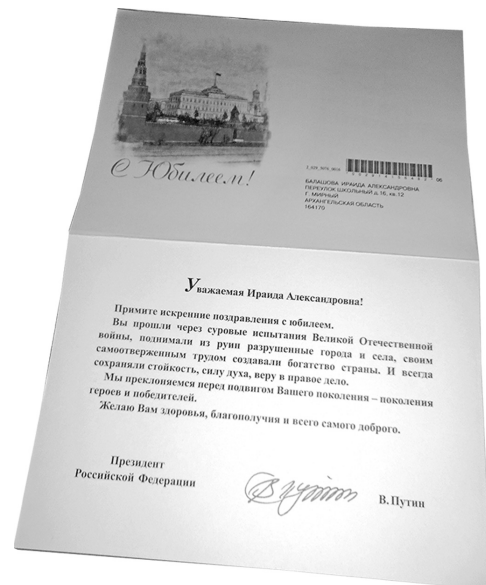 С Юбилеем!
БАЛАШОВА ИРАИДА АЛЕКСАНДРОВНА
ПЕРЕУЛОК ШКОЛЬНЫЙ д.16, кв.12
Г. МИРНЫЙ
АРХАНГЕЛЬСКАЯ ОБЛАСТЬ
164170
Уважаемая Ираида Александровна!
Примите искренние поздравления с юбилеем.
Вы прошли через суровые испытания Великой Отечественной
войны, поднимали из руин разрушенные города и села, своим
самоотверженным трудом создавали богатство страны. И всегда
сохраняли стойкость, силу духа, веру в правое дело.
Мы преклоняемся перед подвигом Вашего поколения – поколения
героев и победителей.
Желаю Вам здоровья, благополучия и всего самого доброго.
Президент
Российской Федерации
В.Путин